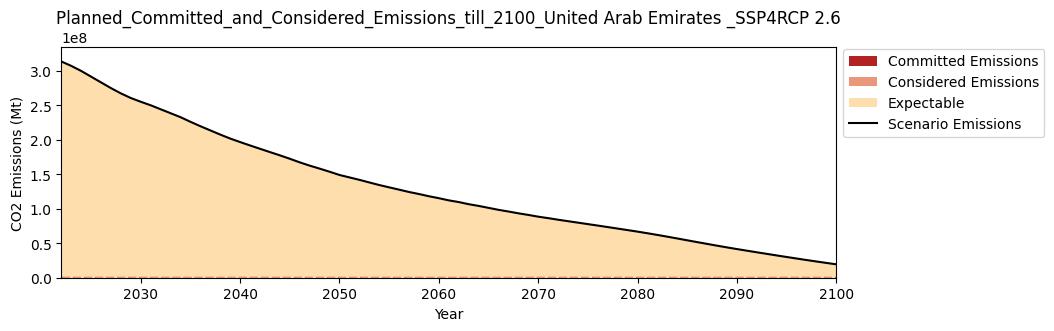 Planned_Committed_and_Considered_Emissions_till_2100_United Arab Emirates _SSP4RCP 2.6
1e8
3.0
2.5
2.0
1.5
1.0
0.5
0.0
CO2 Emissions (Mt)
2030 2040 2050 2060 2070 2080 2090 2100
Year
Committed Emissions
Considered Emissions
Expectable
Scenario Emissions